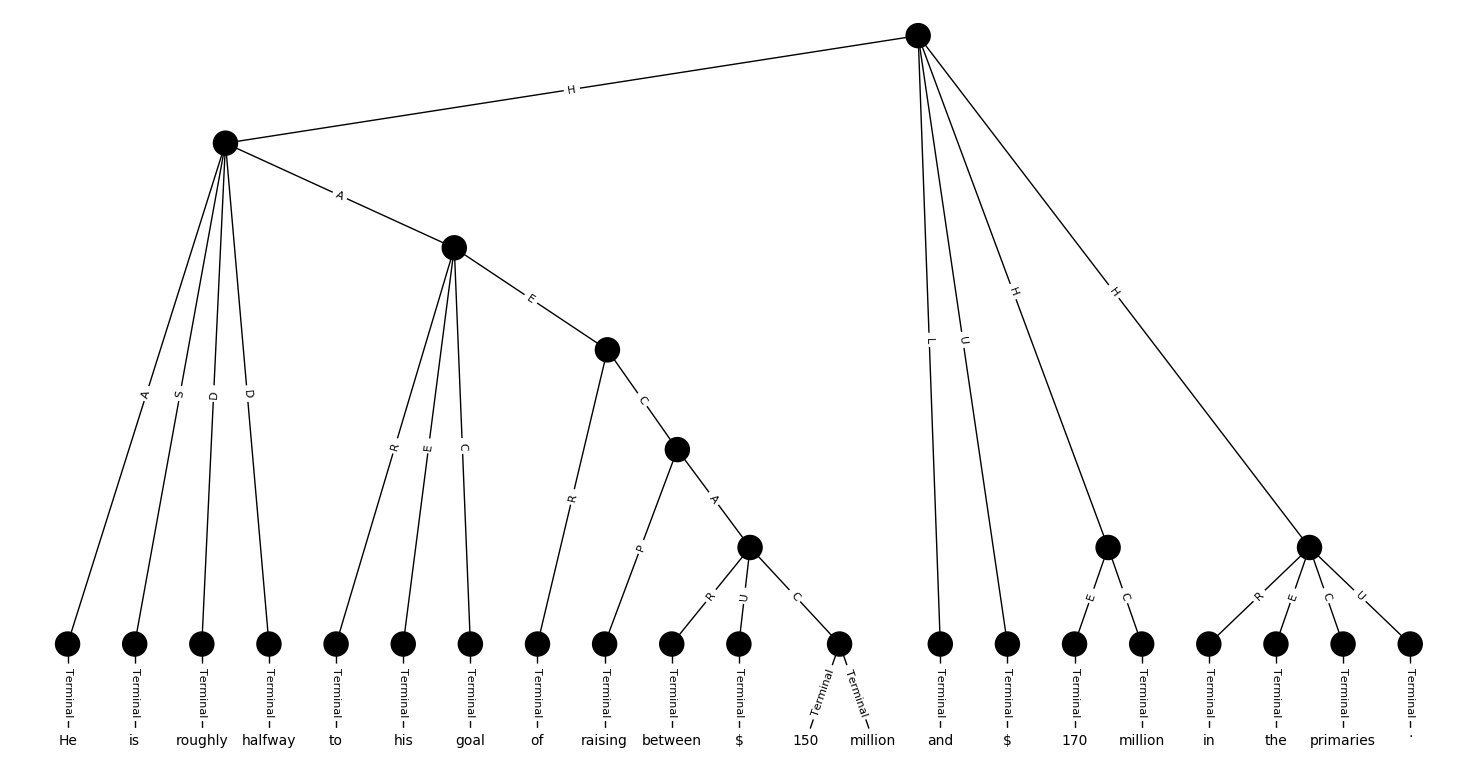 H
A
E
A S D D R E C R C
P A
R U C
L U H H
E C R E C U
Terminal Terminal Terminal Terminal Terminal Terminal Terminal Terminal Terminal Terminal Terminal Terminal Terminal Terminal Terminal Terminal Terminal Terminal Terminal Terminal Terminal
He is roughly halfway to his goal of raising between $ 150 million and $ 170 million in the primaries .